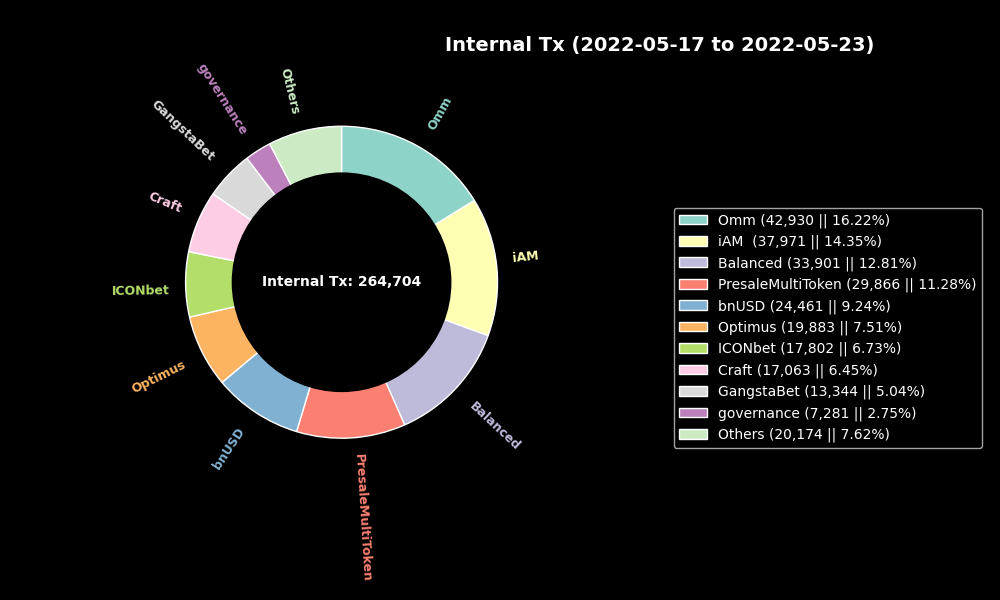 Internal Tx (2022-05-17 to 2022-05-23)
Omm
iAM
Balanced
PresaleMultiToken
bnUSD
Optimus
ICONbet
Craft
GangstaBet
governance
Others
Internal Tx: 264,704
Omm (42,930 || 16.22%)
iAM  (37,971 || 14.35%)
Balanced (33,901 || 12.81%)
PresaleMultiToken (29,866 || 11.28%)
bnUSD (24,461 || 9.24%)
Optimus (19,883 || 7.51%)
ICONbet (17,802 || 6.73%)
Craft (17,063 || 6.45%)
GangstaBet (13,344 || 5.04%)
governance (7,281 || 2.75%)
Others (20,174 || 7.62%)